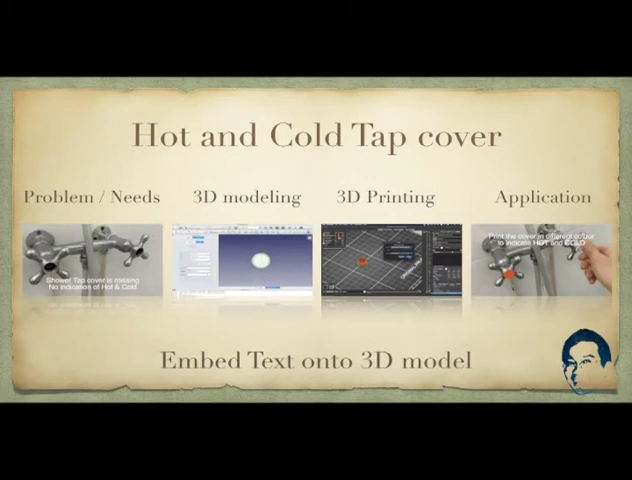 Hot and Cold Tap cover
Problem / Needs
3D modeling
3D Printing
Application
Shower Tap cover is missing
No indication of Hot & Cold
Print the cover in different colour
to indicate HOT and COLD
Embed Text onto 3D model